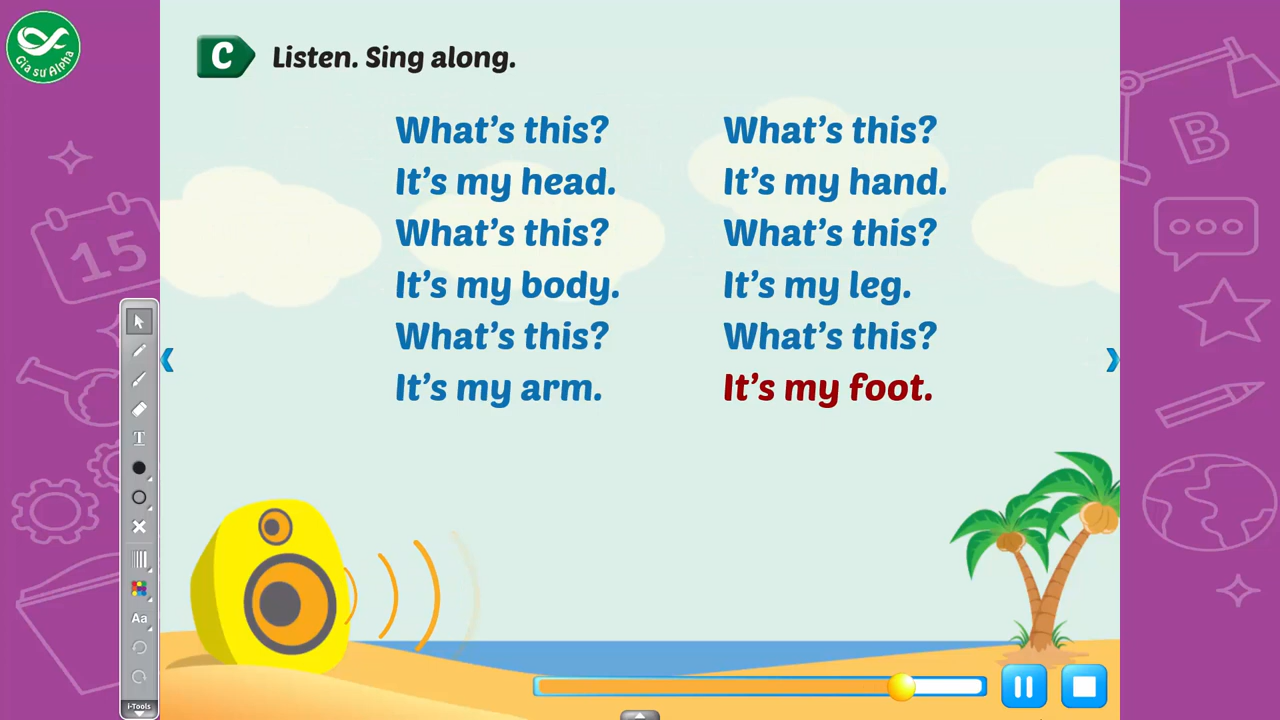 Gia sư Alpha
C Listen. Sing along.
What's this?
It's my head.
What's this?
It's my body.
What's this?
It's my arm.
What's this?
It's my hand.
What's this?
It's my leg.
What's this?
It's my foot.
15
B
T
Aa
i-Tools